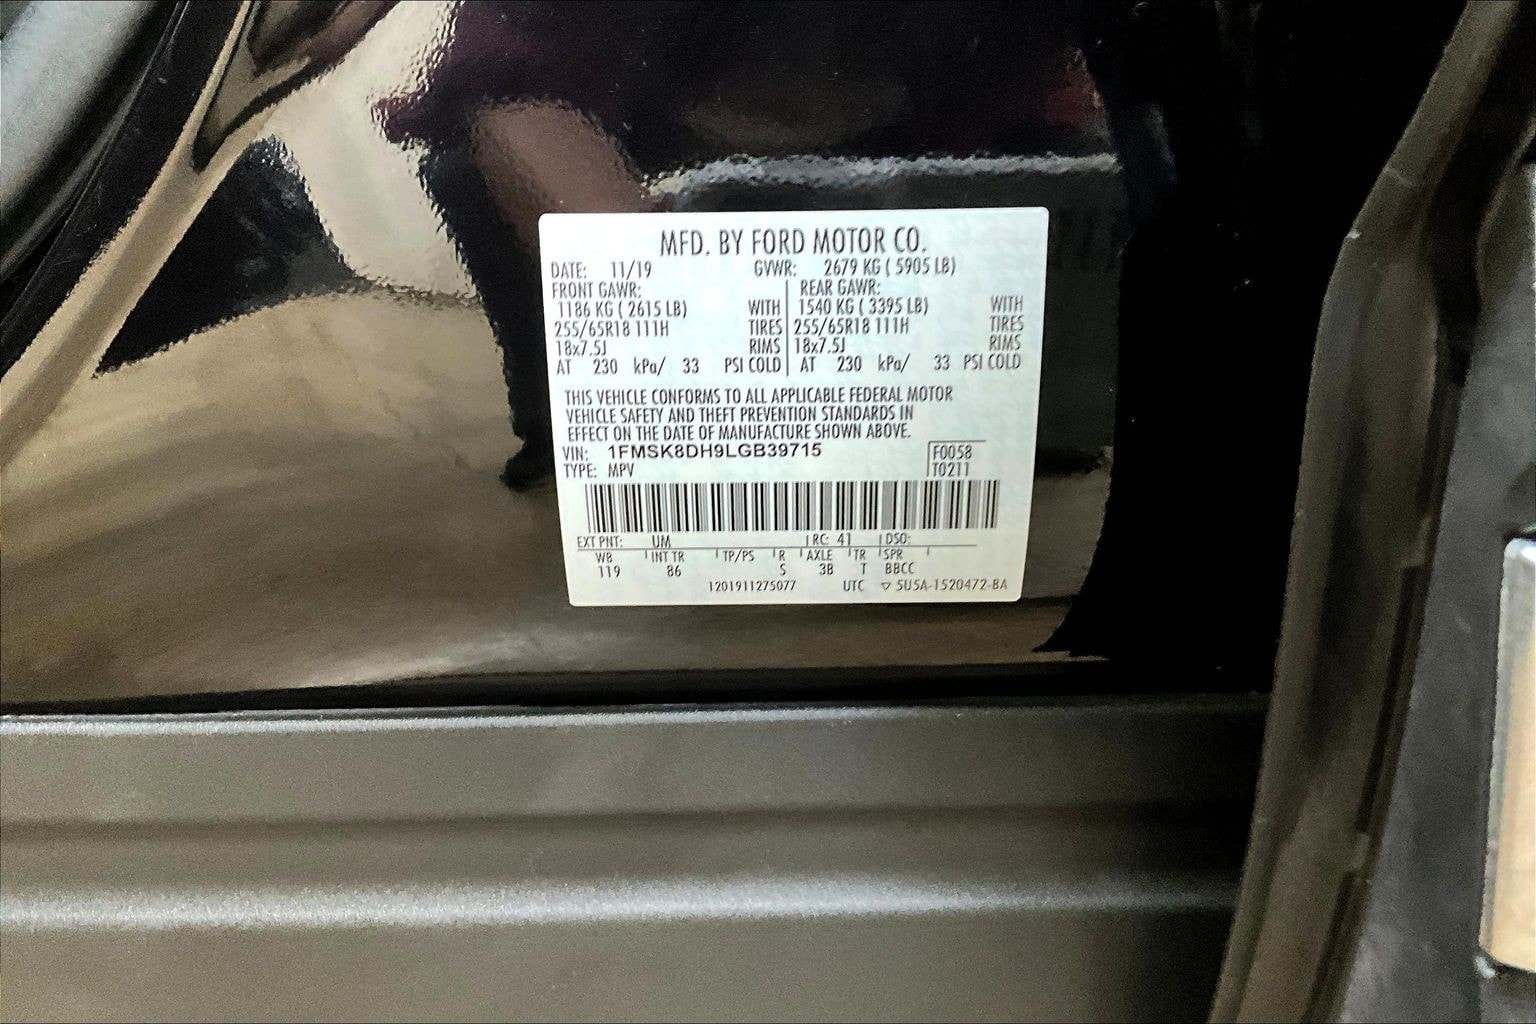 MFD. BY FORD MOTOR CO.
DATE: 11/19 GVWR: 2679 KG ( 5905 LB)
FRONT GAWR: REAR GAWR:
1186 KG ( 2615 LB) WITH 1540 KG ( 3395 LB) WITH
255/65R18 111H TIRES 255/65R18 111H TIRES
18x7.5J RIMS 18x7.5J RIMS
AT 230 kPa/ 33 PSI COLD AT 230 kPa/ 33 PSI COLD
THIS VEHICLE CONFORMS TO ALL APPLICABLE FEDERAL MOTOR
VEHICLE SAFETY AND THEFT PREVENTION STANDARDS IN
EFFECT ON THE DATE OF MANUFACTURE SHOWN ABOVE.
VIN: 1FMSK8DH9LGB39715 F0058
TYPE: MPV T0211
EXT PNT: UM RC: 41 DSO:
WB INT TR TP/PS R AXLE TR SPR
119 86 S 3B T BBCC
1201911275077 UTC ▽ 5U5A-1520472-BA